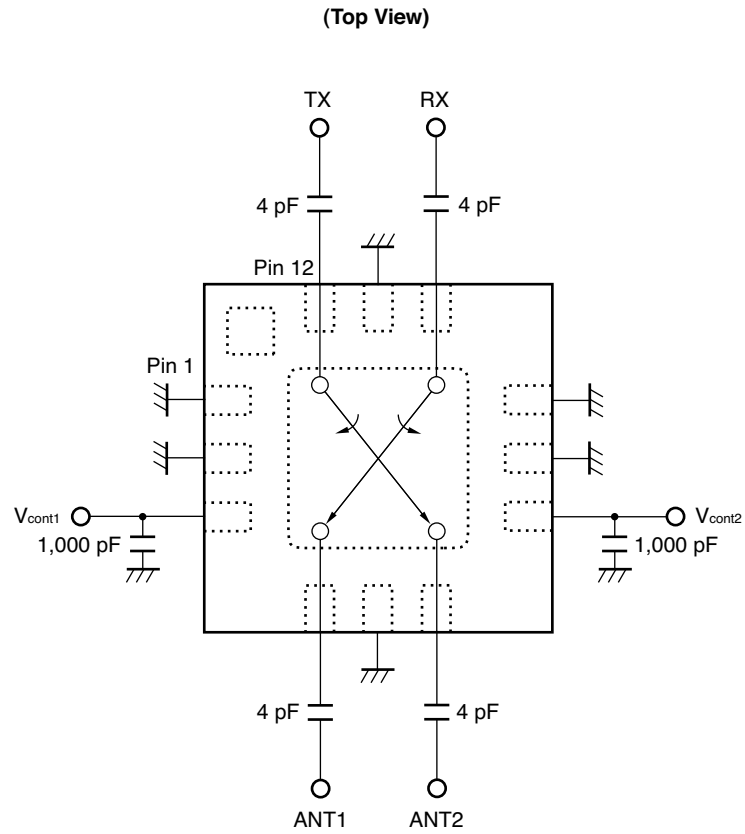 (Top View)
TX RX
4 pF 4 pF
Pin 12
Pin 1
Vcont1 Vcont2
1,000 pF 1,000 pF
4 pF 4 pF
ANT1 ANT2